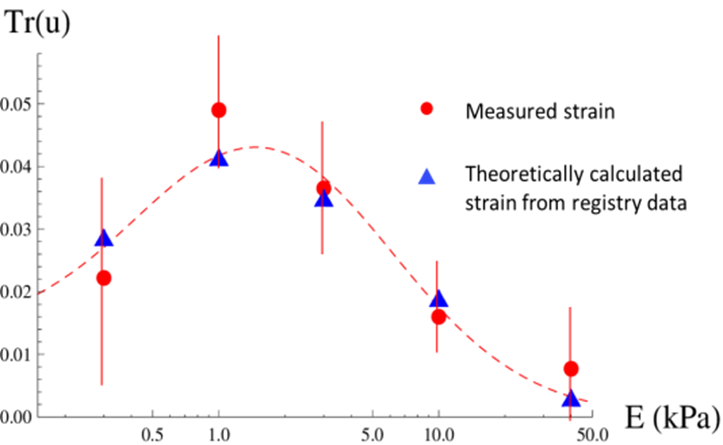 Tr(u)
0.05
0.04
0.03
0.02
0.01
0.00
0.5 1.0 5.0 10.0 50.0
E (kPa)
Measured strain
Theoretically calculated
strain from registry data